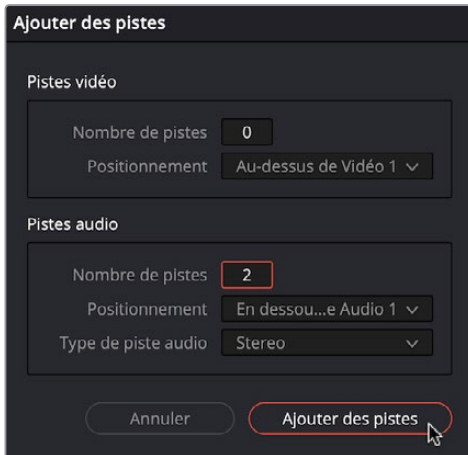 Ajouter des pistes
Pistes vidéo
Nombre de pistes 0
Positionnement Au-dessus de Vidéo 1
Pistes audio
Nombre de pistes 2
Positionnement En dessou...e Audio 1
Type de piste audio Stereo
Annuler Ajouter des pistes